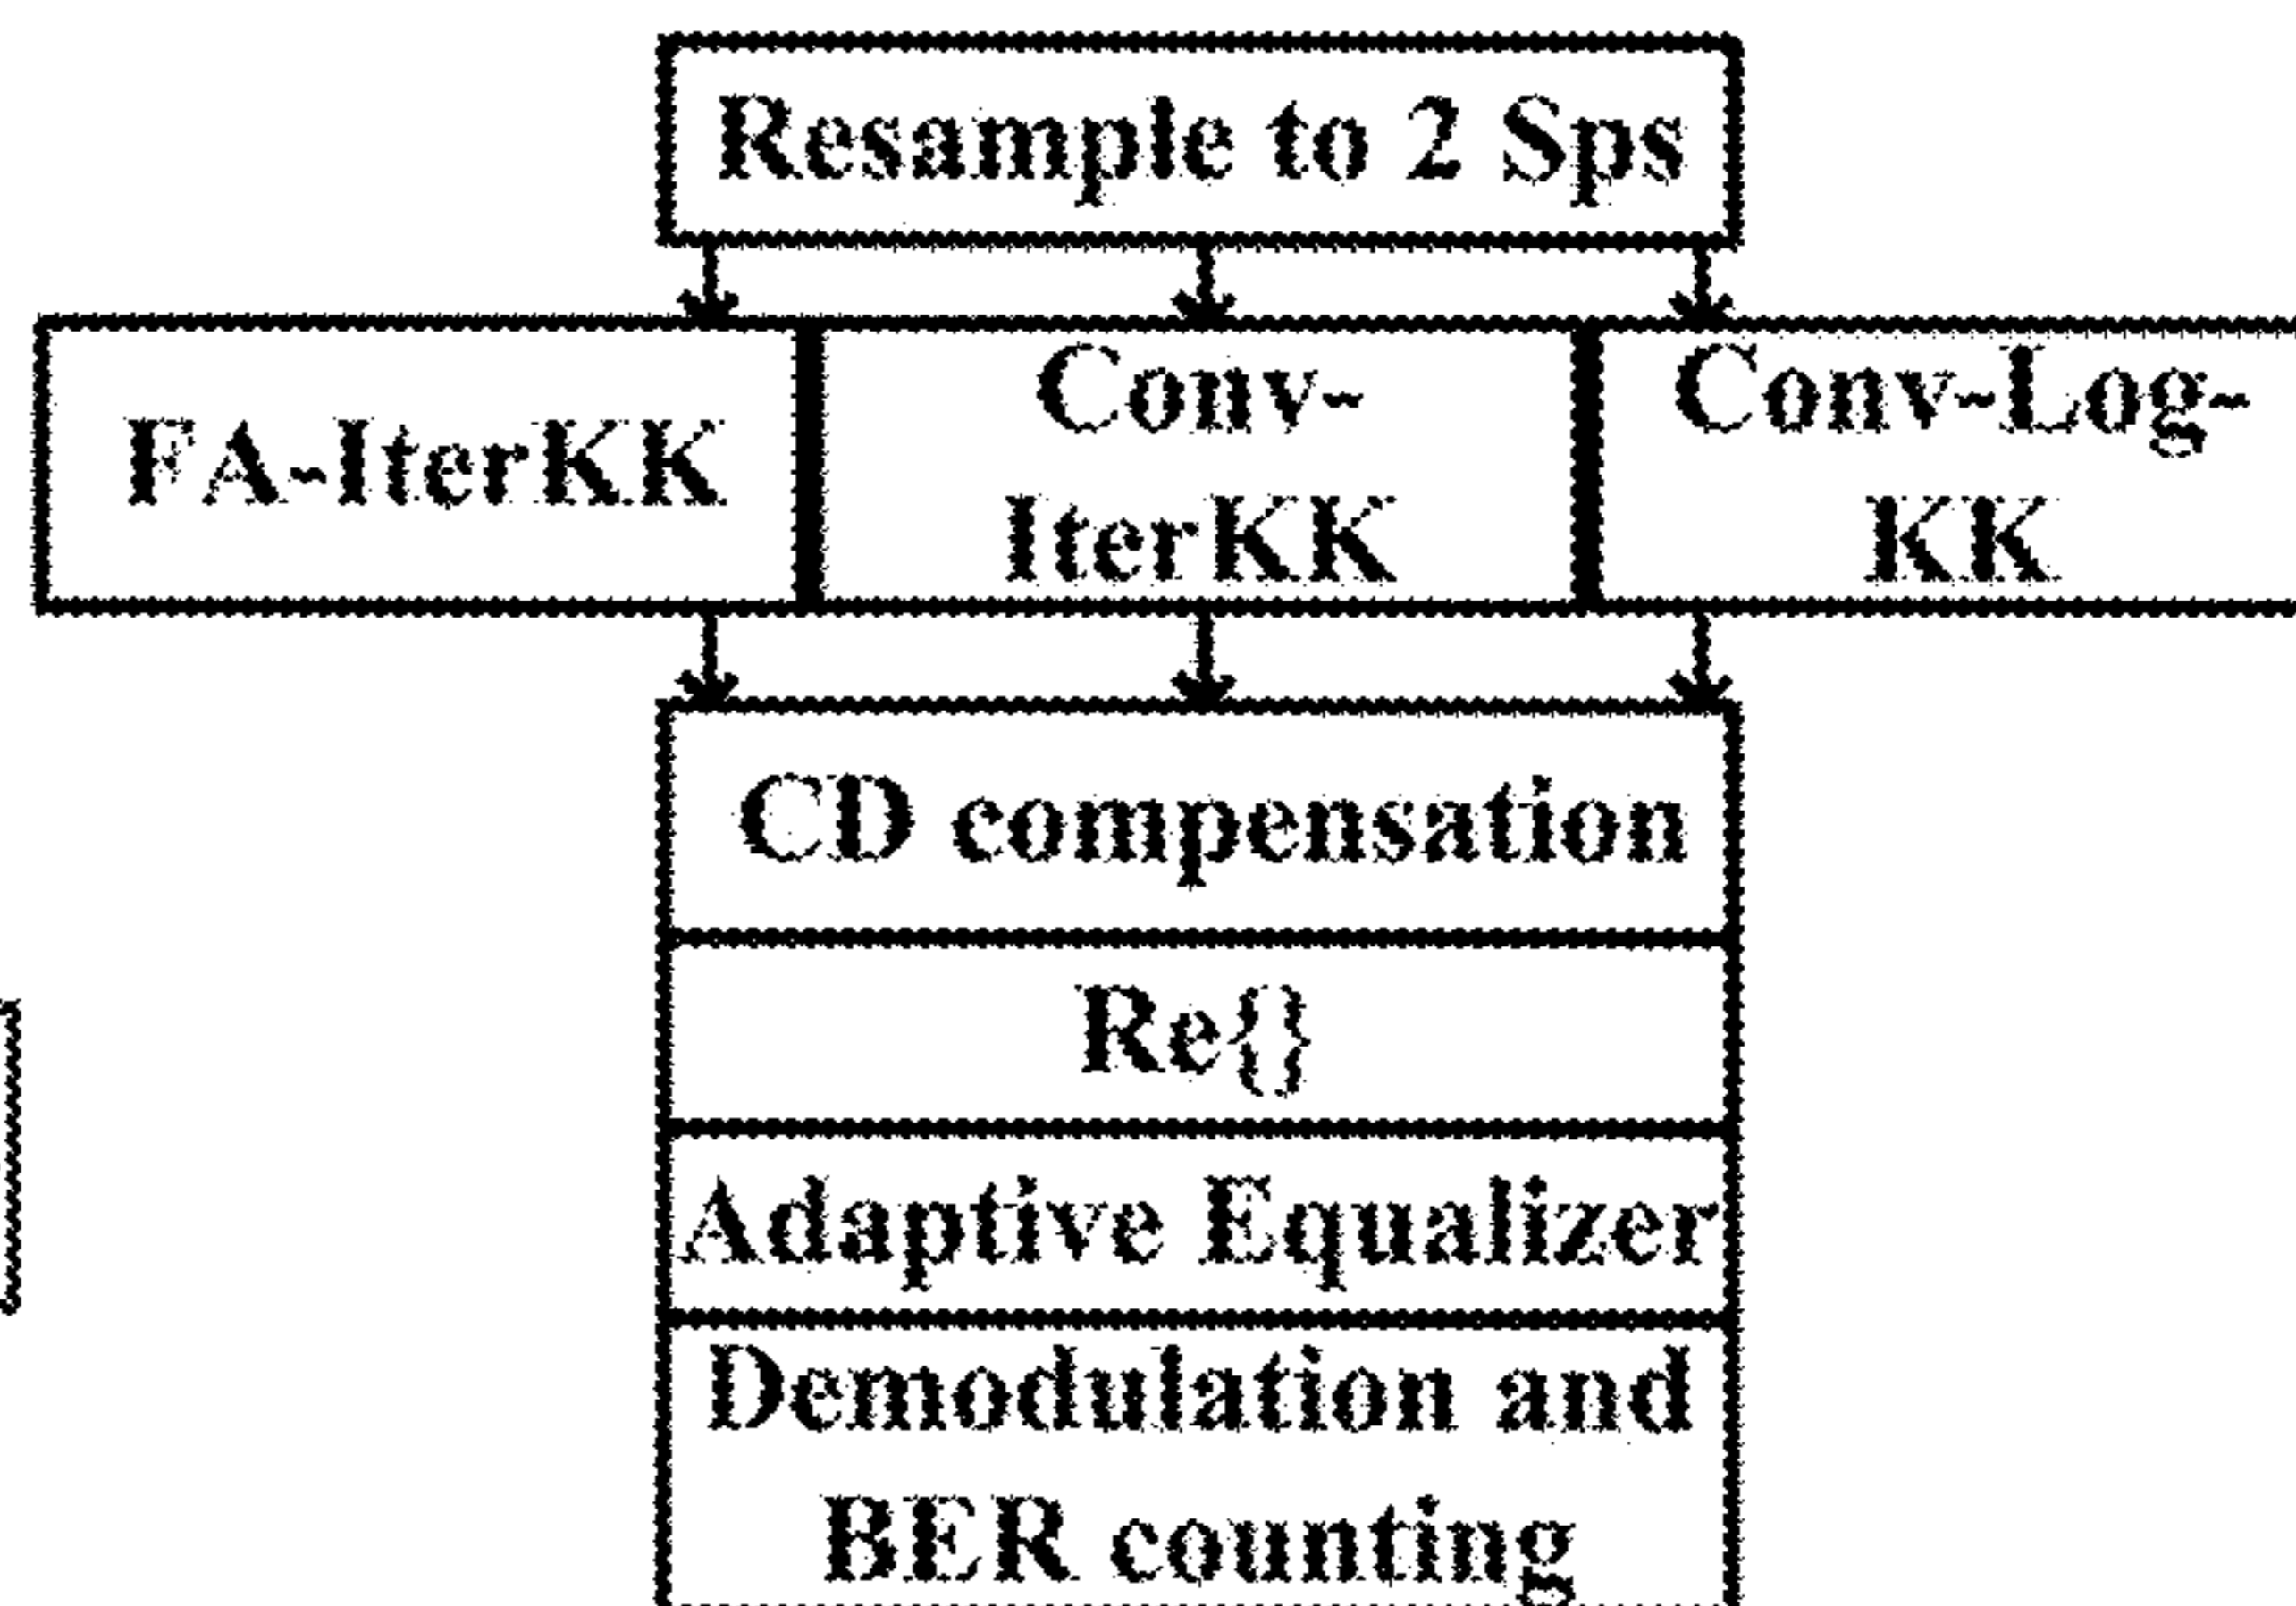 Resample to 2 Sps
FA-IterKK
Conv-
IterKK
Conv-Log-
KK
CD compensation
Re{}
Adaptive Equalizer
Demodulation and
BER counting